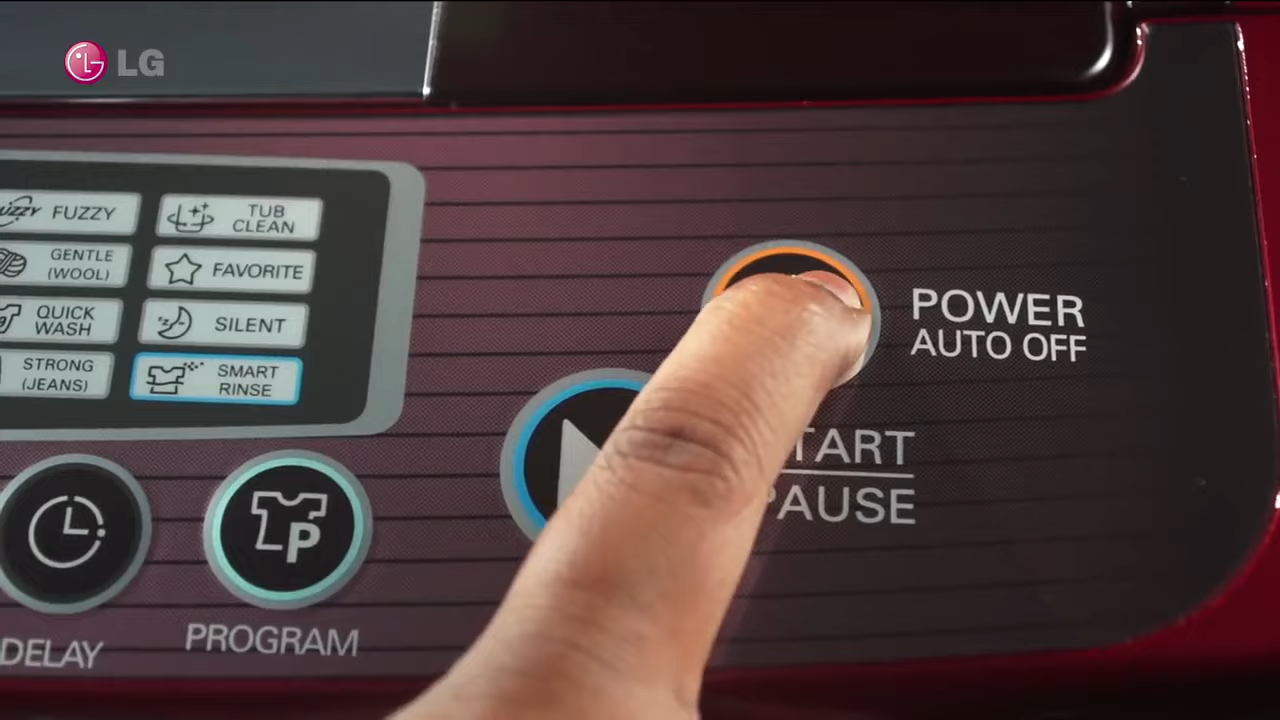 LG
FUZZY
TUB
CLEAN
GENTLE
(WOOL)
FAVORITE
QUICK
WASH
SILENT
STRONG
(JEANS)
SMART
RINSE
POWER
AUTO OFF
TART
PAUSE
P
DELAY
PROGRAM